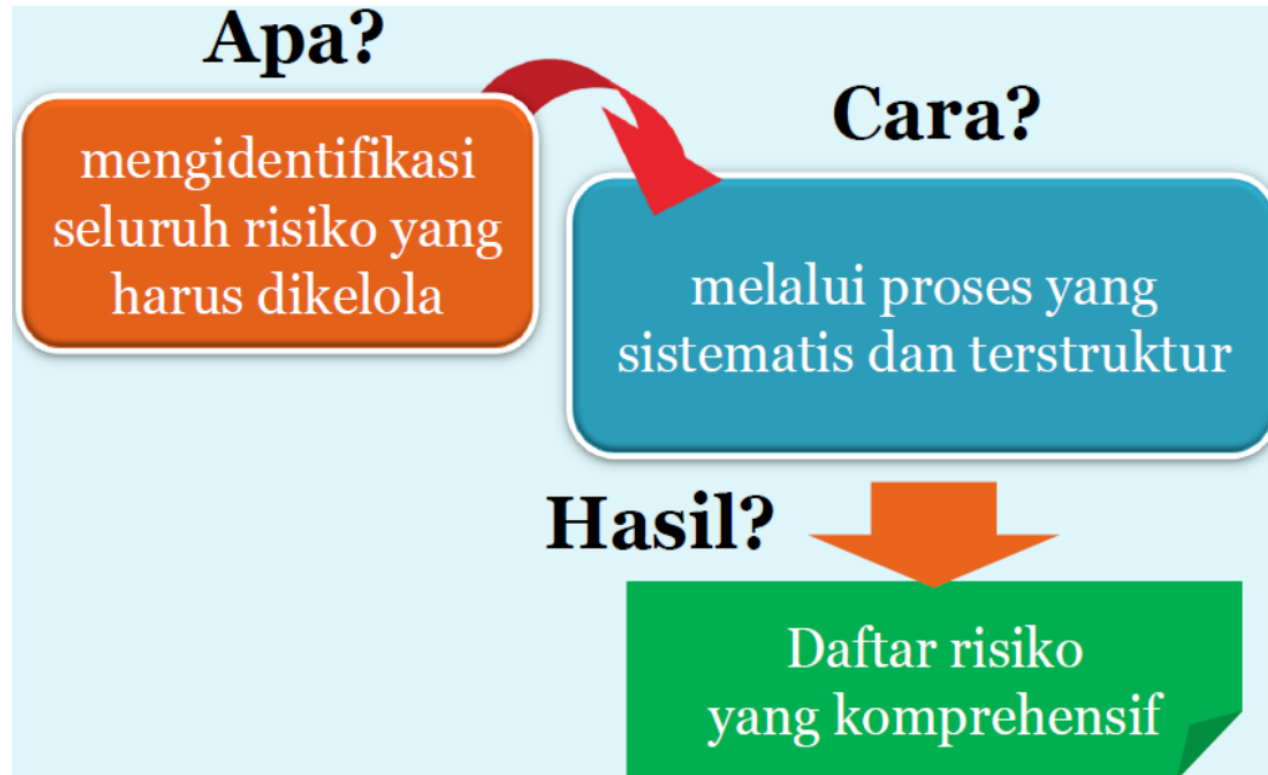 Apa?
mengidentifikasi
seluruh risiko yang
harus dikelola
Cara?
melalui proses yang
sistematis dan terstruktur
Hasil?
Daftar risiko
yang komprehensif